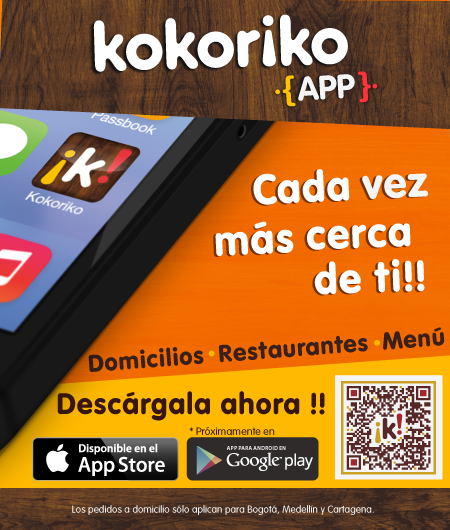 kokoriko
·{APP}·
Passbook
¡k!
Kokoriko
Cada vez
más cerca
de ti!!
Domicilios · Restaurantes · Menú
Descárgala ahora !!
* Próximamente en
Disponible en el
App Store
APP PARA ANDROID EN
Google play
¡k!
Los pedidos a domicilio sólo aplican para Bogotá, Medellín y Cartagena.